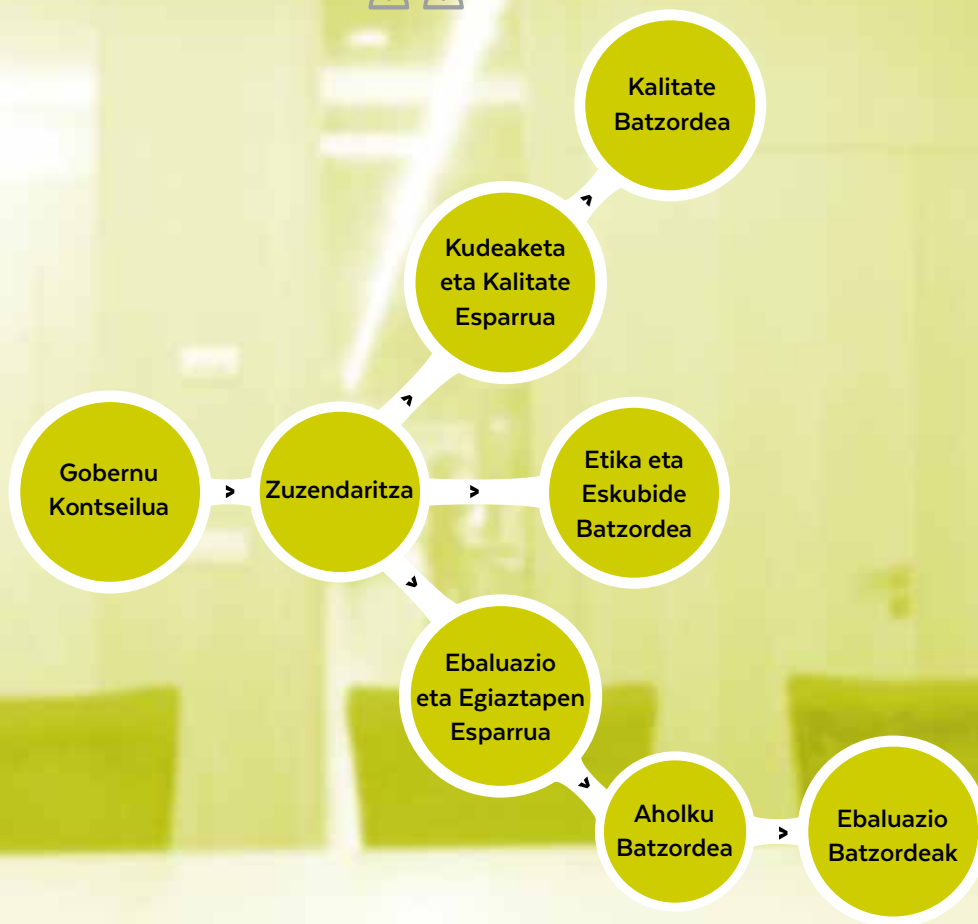 Kalitate
Batzordea
Kudeaketa
eta Kalitate
Esparrua
Gobernu
Kontseilua
Zuzendaritza
Etika eta
Eskubide
Batzordea
Ebaluazio
eta Egiaztapen
Esparrua
Aholku
Batzordea
Ebaluazio
Batzordeak